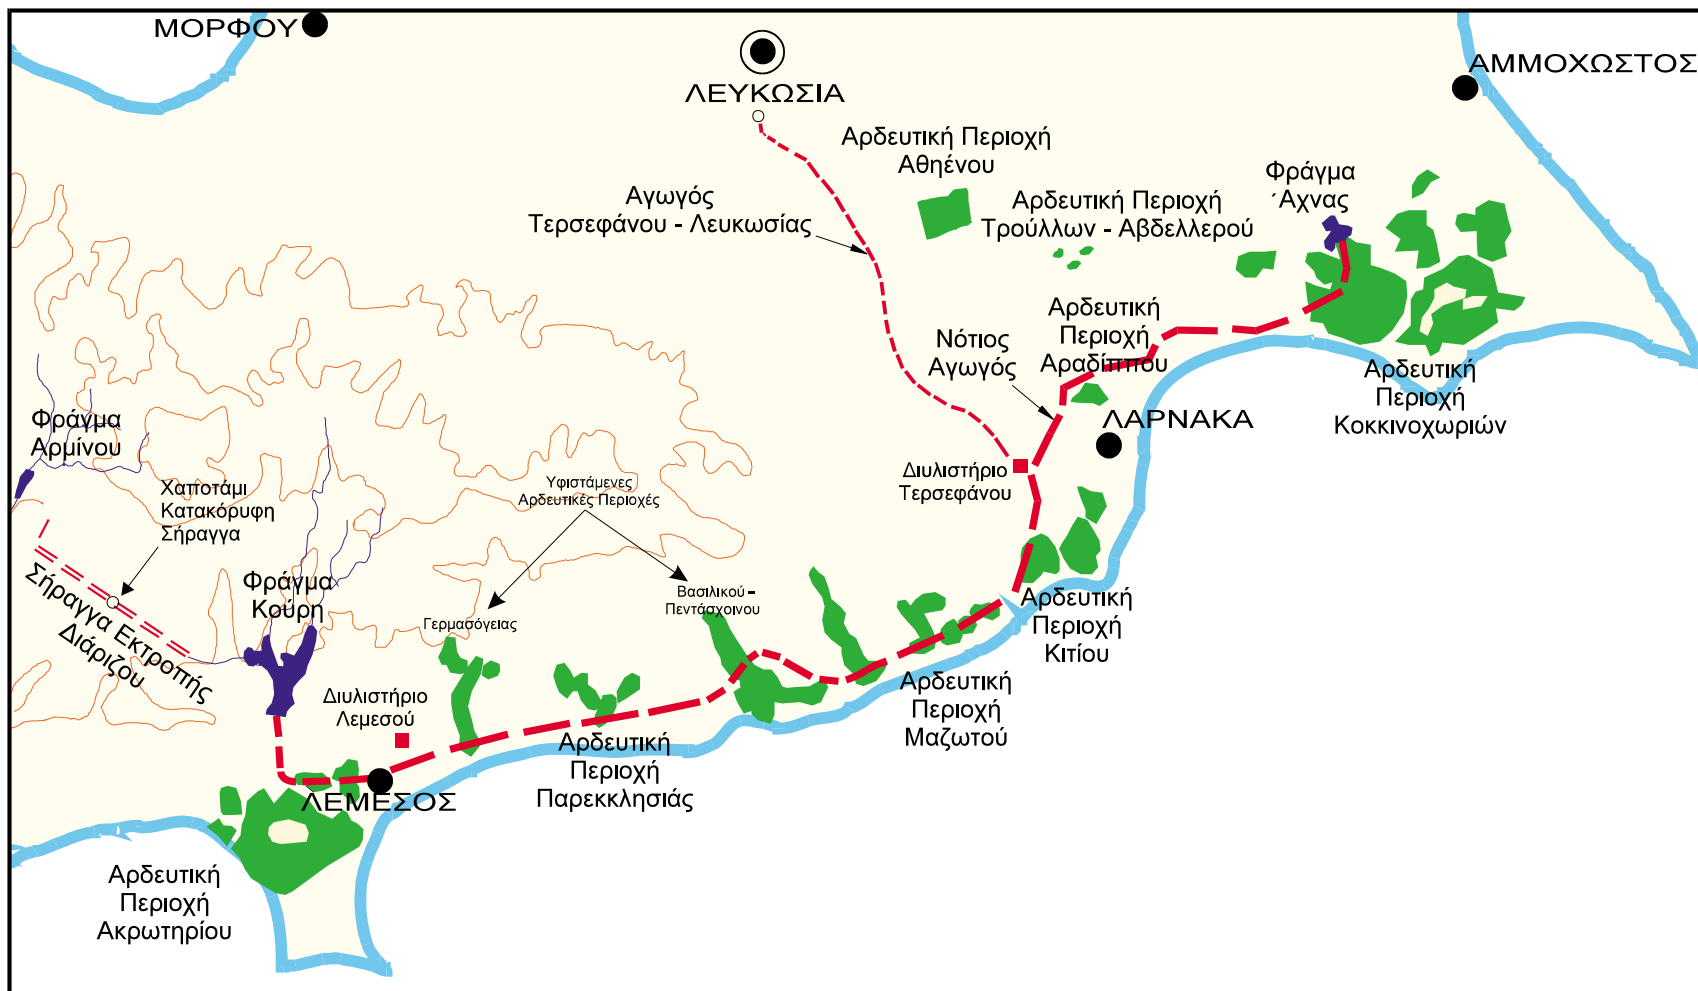 ΜΟΡΦΟΥ
ΛΕΥΚΩΣΙΑ
ΑΜΜΟΧΩΣΤΟΣ
Αρδευτική Περιοχή
Αθηένου
Αγωγός
Τερσεφάνου - Λευκωσίας
Αρδευτική Περιοχή
Τρούλλων - Αβδελλερού
Φράγμα
΄Αχνας
Νότιος
Αγωγός
Αρδευτική
Περιοχή
Αραδίππου
Αρδευτική
Περιοχή
Κοκκινοχωριών
ΛΑΡΝΑΚΑ
Φράγμα
Αρμίνου
Χαποτάμι
Κατακόρυφη
Σήραγγα
Υφιστάμενες
Αρδευτικές Περιοχές
Διυλιστήριο
Τερσεφάνου
Σήραγγα Εκτροπής
Διάριζου
Φράγμα
Κούρη
Γερμασόγειας
Βασιλικού –
Πεντάσχοινου
Αρδευτική
Περιοχή
Κιτίου
Διυλιστήριο
Λεμεσού
Αρδευτική
Περιοχή
Μαζωτού
Αρδευτική
Περιοχή
Παρεκκλησιάς
ΛΕΜΕΣΟΣ
Αρδευτική
Περιοχή
Ακρωτηρίου